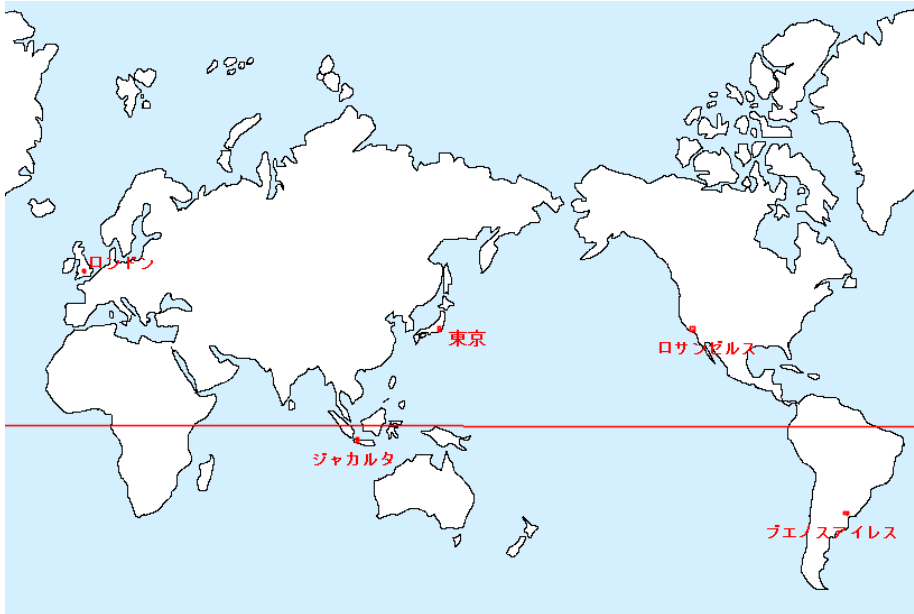 ロンドン
東京
ロサンゼルス
ジャカルタ
ブエノスアイレス